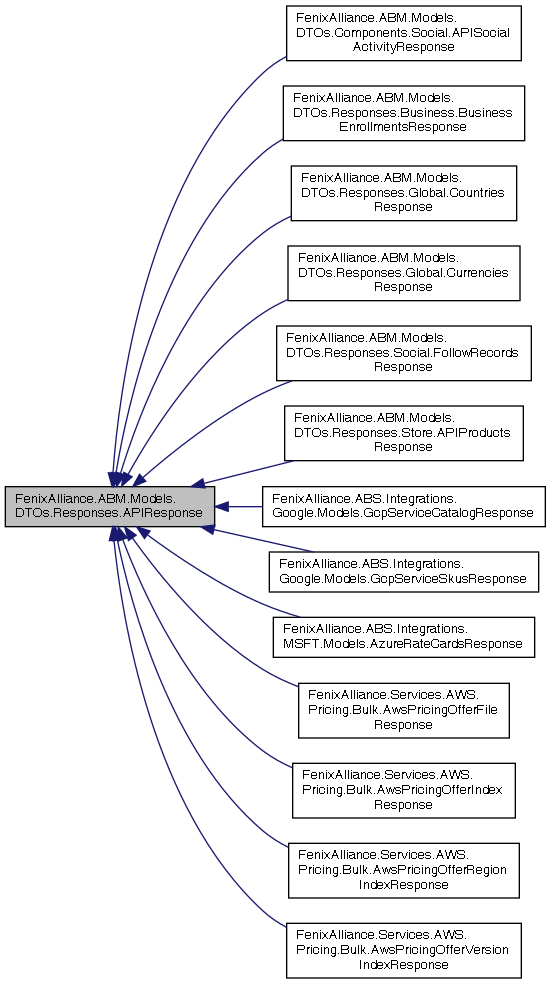 FenixAlliance.ABM.Models.
DTOs.Components.Social.APISocial
ActivityResponse
FenixAlliance.ABM.Models.
DTOs.Responses.Business.Business
EnrollmentsResponse
FenixAlliance.ABM.Models.
DTOs.Responses.Global.Countries
Response
FenixAlliance.ABM.Models.
DTOs.Responses.Global.Currencies
Response
FenixAlliance.ABM.Models.
DTOs.Responses.Social.FollowRecords
Response
FenixAlliance.ABM.Models.
DTOs.Responses.Store.APIProducts
Response
FenixAlliance.ABM.Models.
DTOs.Responses.APIResponse
FenixAlliance.ABS.Integrations.
Google.Models.GcpServiceCatalogResponse
FenixAlliance.ABS.Integrations.
Google.Models.GcpServiceSkusResponse
FenixAlliance.ABS.Integrations.
MSFT.Models.AzureRateCardsResponse
FenixAlliance.Services.AWS.
Pricing.Bulk.AwsPricingOfferFile
Response
FenixAlliance.Services.AWS.
Pricing.Bulk.AwsPricingOfferIndex
Response
FenixAlliance.Services.AWS.
Pricing.Bulk.AwsPricingOfferRegion
IndexResponse
FenixAlliance.Services.AWS.
Pricing.Bulk.AwsPricingOfferVersion
IndexResponse